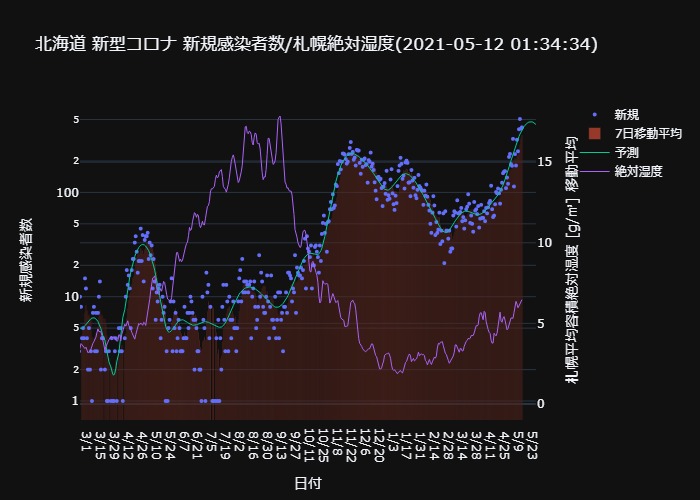 北海道 新型コロナ 新規感染者数/札幌絶対湿度(2021-05-12 01:34:34)
新規
7日移動平均
予測
絶対湿度
新規感染者数
5
2
100
5
2
10
5
2
1
15
10
5
0
札幌平均容積絶対湿度 [g/m³] 移動平均
3/1 3/15 3/29 4/12 4/26 5/10 5/24 6/7 6/21 7/5 7/19 8/2 8/16 8/30 9/13 9/27 10/11 10/25 11/8 11/22 12/6 12/20 1/3 1/17 1/31 2/14 2/28 3/14 3/28 4/11 4/25 5/9 5/23
日付